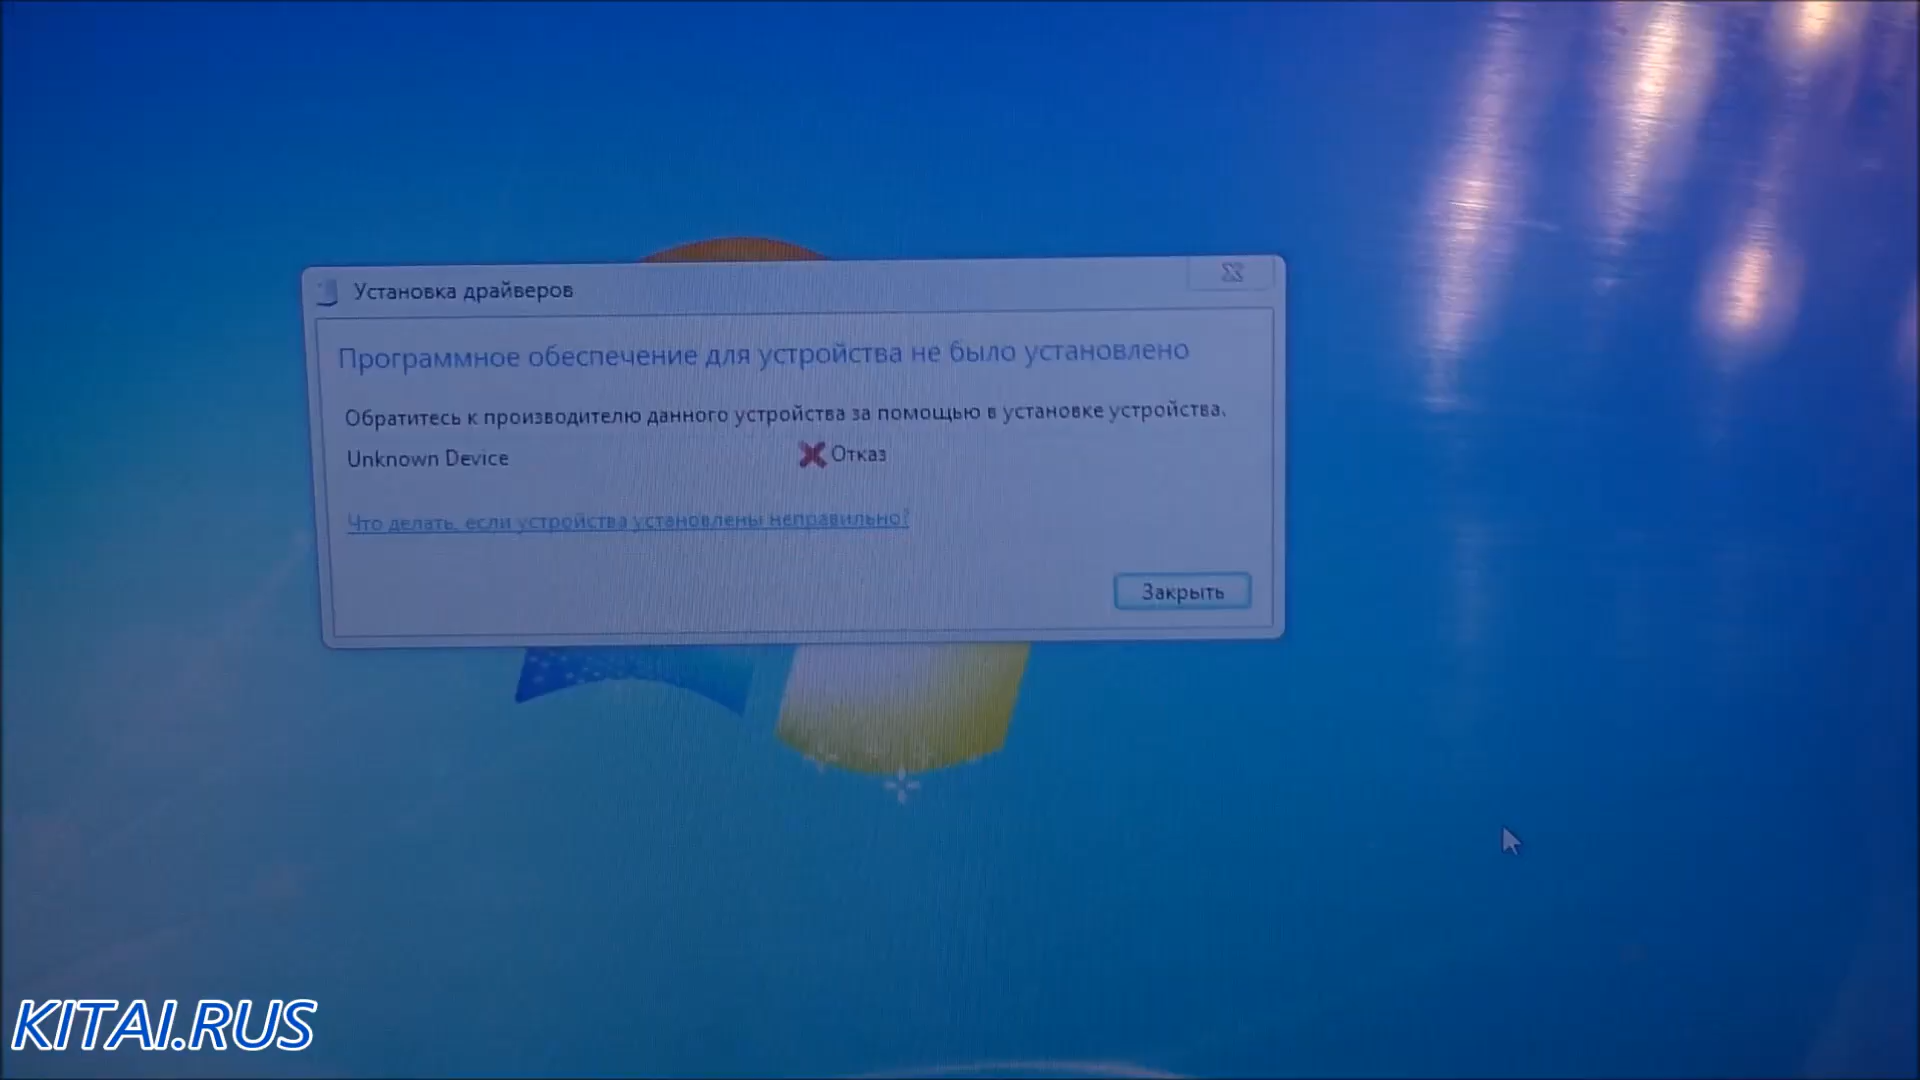 Установка драйверов
Программное обеспечение для устройства не было установлено
Обратитесь к производителю данного устройства за помощью в установке устройства.
Unknown Device Отказ
Что делать, если устройства установлены неправильно?
Закрыть
KITAI.RUS